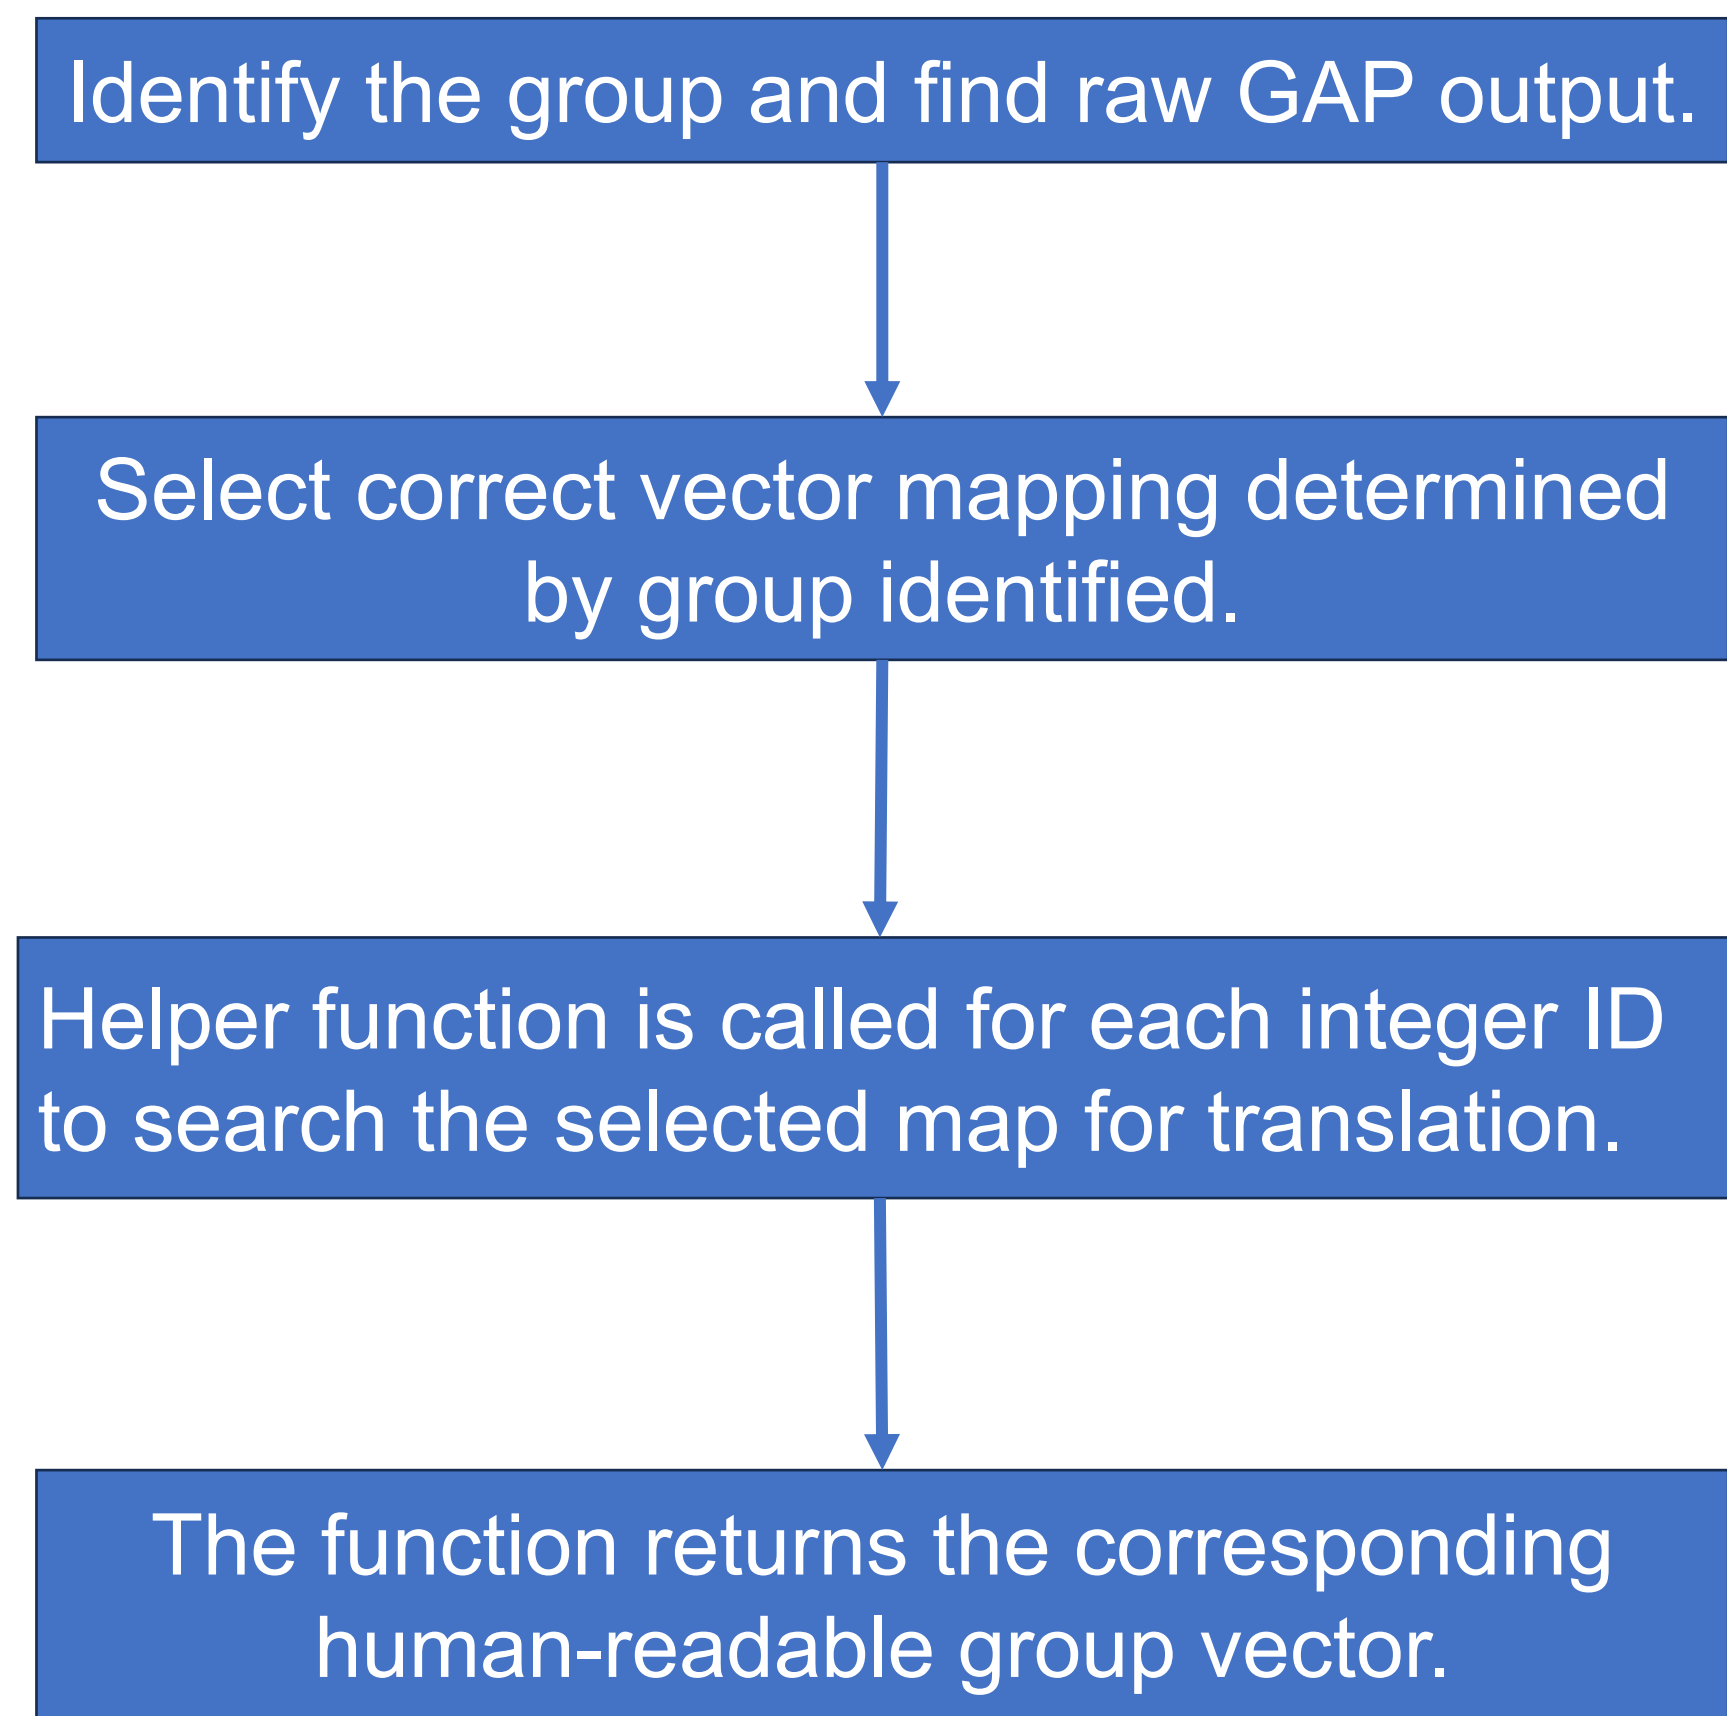 Identify the group and find raw GAP output.
Select correct vector mapping determined
by group identified.
Helper function is called for each integer ID
to search the selected map for translation.
The function returns the corresponding
human-readable group vector.